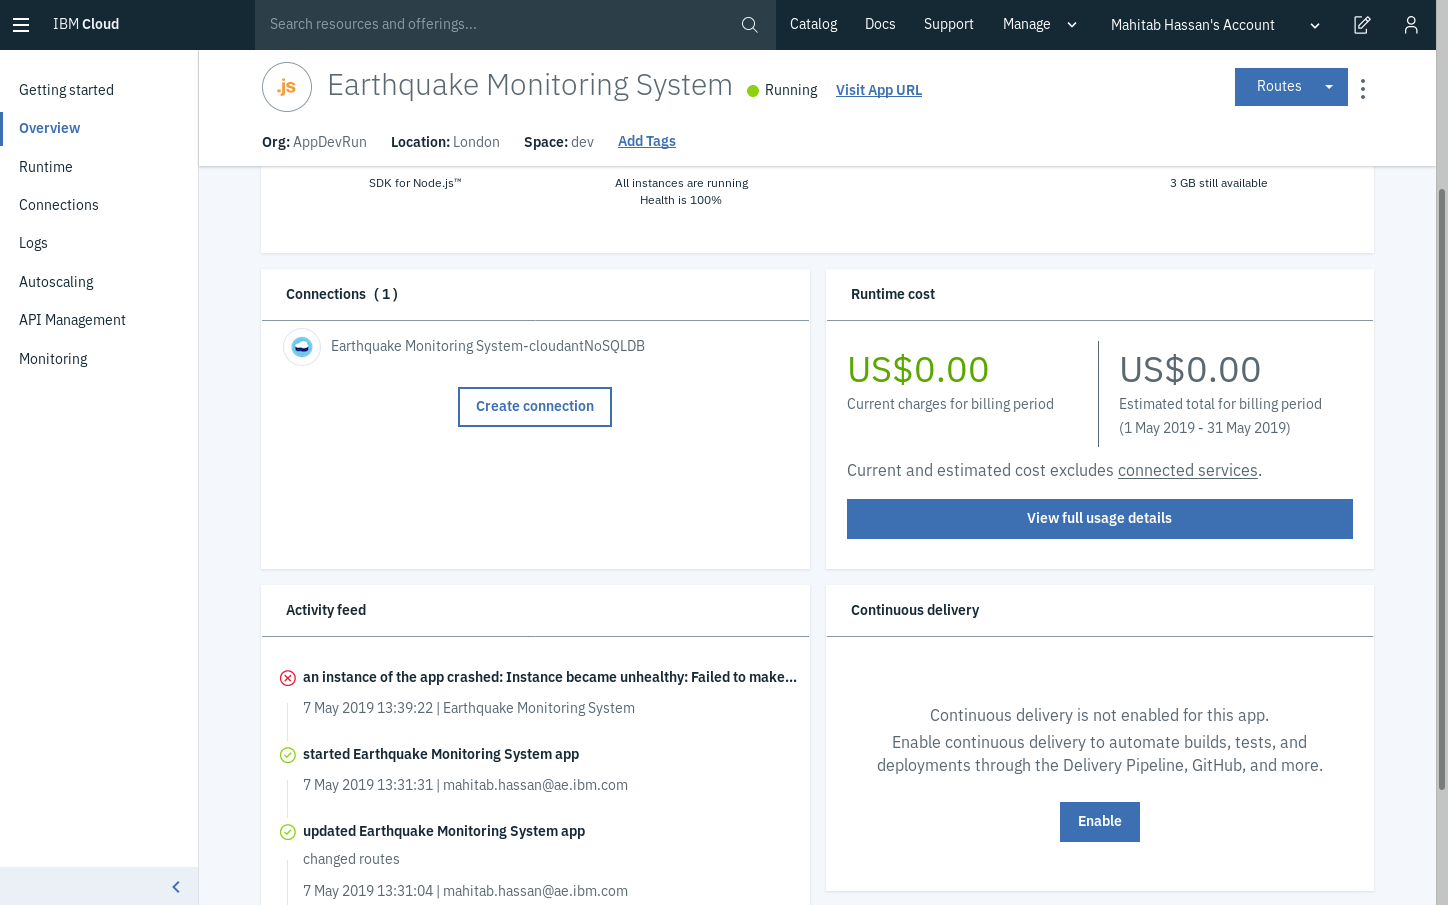 IBM Cloud
Search resources and offerings...
Catalog
Docs
Support
Manage
Mahitab Hassan's Account
Getting started
Overview
Runtime
Connections
Logs
Autoscaling
API Management
Monitoring
.js
Earthquake Monitoring System
Running
Visit App URL
Routes
Org: AppDevRun
Location: London
Space: dev
Add Tags
SDK for Node.js™
All instances are running
Health is 100%
3 GB still available
Connections ( 1 )
Earthquake Monitoring System-cloudantNoSQLDB
Create connection
Runtime cost
US$0.00
Current charges for billing period
US$0.00
Estimated total for billing period
(1 May 2019 - 31 May 2019)
Current and estimated cost excludes connected services.
View full usage details
Activity feed
an instance of the app crashed: Instance became unhealthy: Failed to make...
7 May 2019 13:39:22 | Earthquake Monitoring System
started Earthquake Monitoring System app
7 May 2019 13:31:31 | mahitab.hassan@ae.ibm.com
updated Earthquake Monitoring System app
changed routes
7 May 2019 13:31:04 | mahitab.hassan@ae.ibm.com
Continuous delivery
Continuous delivery is not enabled for this app.
Enable continuous delivery to automate builds, tests, and
deployments through the Delivery Pipeline, GitHub, and more.
Enable